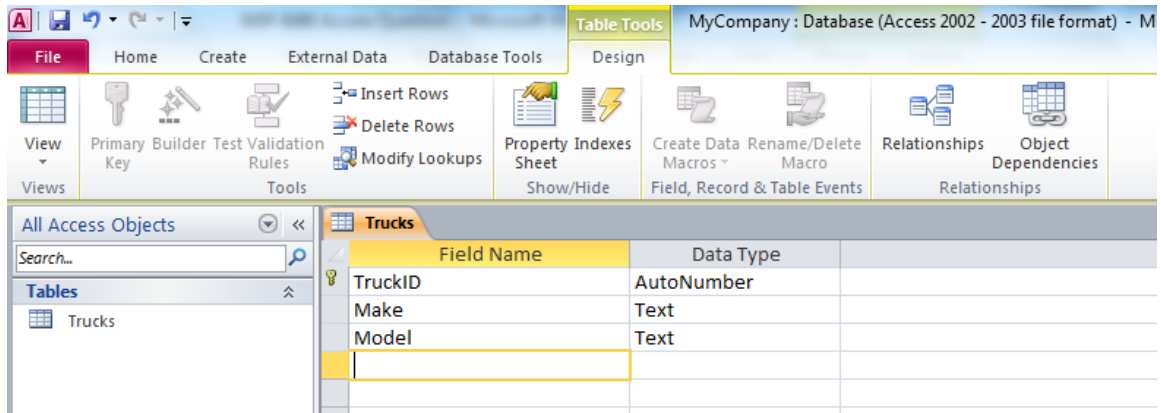 A
Table Tools
MyCompany : Database (Access 2002 - 2003 file format) - M
File Home Create External Data Database Tools Design
View
Primary Key
Builder
Test Validation Rules
Insert Rows
Delete Rows
Modify Lookups
Property Sheet
Indexes
Create Data Macros
Rename/Delete Macro
Relationships
Object Dependencies
Views Tools Show/Hide Field, Record & Table Events Relationships
All Access Objects
Search...
Tables
Trucks
Trucks
Field Name Data Type
TruckID AutoNumber
Make Text
Model Text